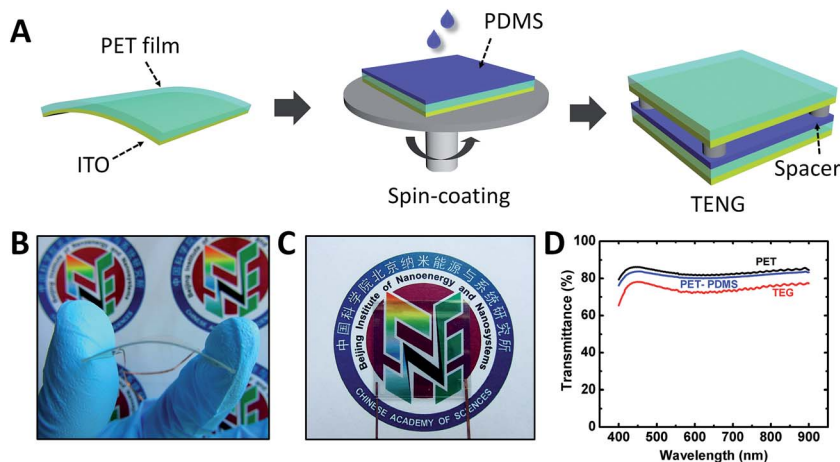 A
PET film
ITO
PDMS
Spin-coating
Spacer
TENG
B
C
中国科学院北京纳米能源与系统研究所
Beijing Institute of Nanoenergy and Nanosystems
CHINESE ACADEMY OF SCIENCES
D
Transmittance (%)
100
80
60
40
20
0
PET
PET- PDMS
TEG
400 500 600 700 800 900
Wavelength (nm)